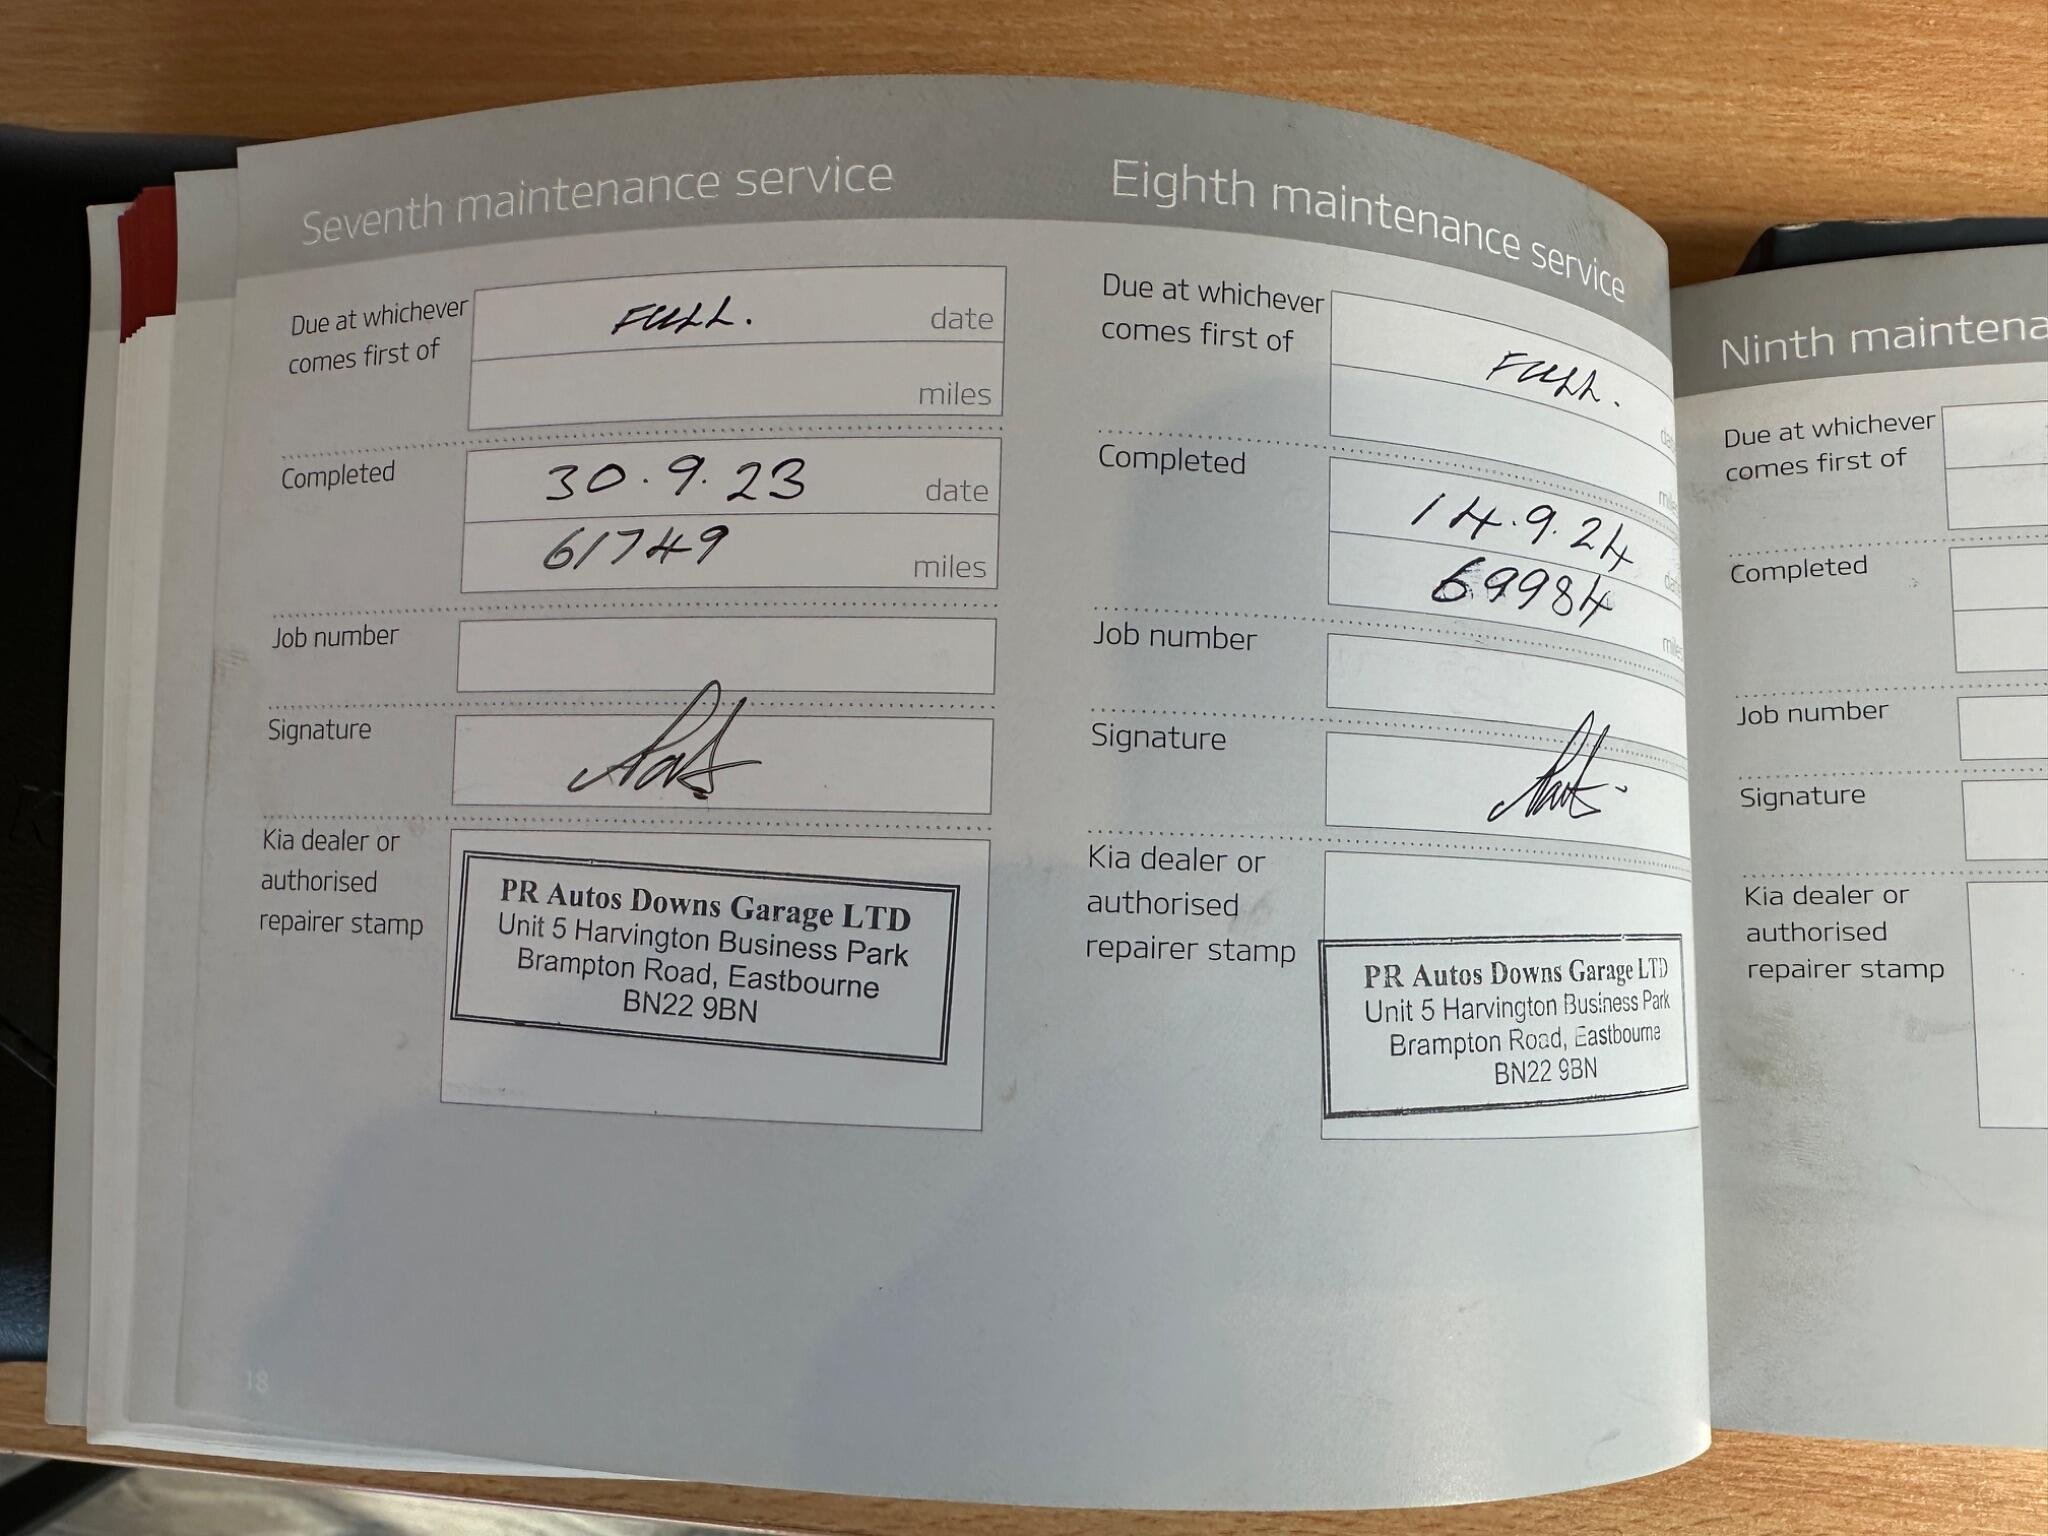 Seventh maintenance service
Due at whichever
comes first of
FULL.
date
miles
Completed
30.9.23
date
61749
miles
Job number
Signature
Kia dealer or
authorised
repairer stamp
PR Autos Downs Garage LTD
Unit 5 Harvington Business Park
Brampton Road, Eastbourne
BN22 9BN
18
Eighth maintenance service
Due at whichever
comes first of
FULL.
Completed
14.9.24
69984
Job number
Signature
Kia dealer or
authorised
repairer stamp
PR Autos Downs Garage LTD
Unit 5 Harvington Business Park
Brampton Road, Eastbourne
BN22 9BN
Ninth maintena
Due at whichever
comes first of
Completed
Job number
Signature
Kia dealer or
authorised
repairer stamp